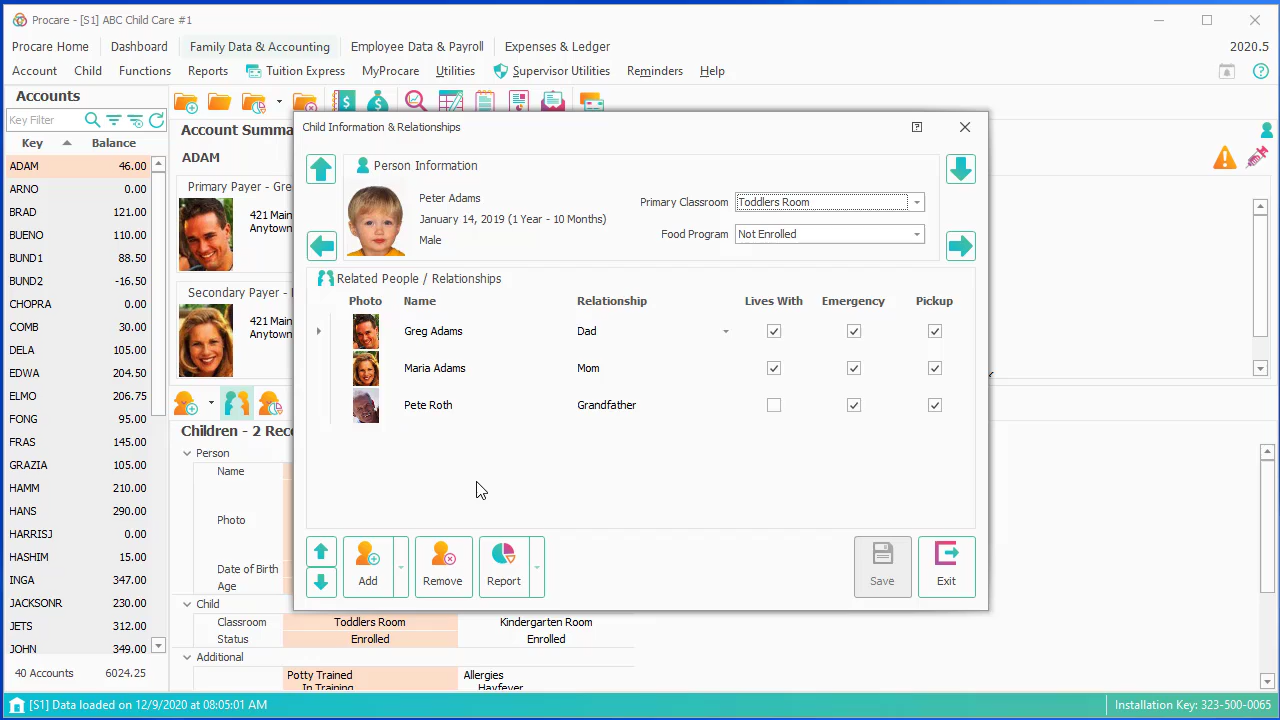 Procare - [S1] ABC Child Care #1
Procare Home Dashboard Family Data & Accounting Employee Data & Payroll Expenses & Ledger 2020.5
Account Child Functions Reports Tuition Express MyProcare Utilities Supervisor Utilities Reminders Help
Accounts
Key Filter
Key Balance
ADAM 46.00
ARNO 0.00
BRAD 121.00
BUENO 110.00
BUND1 88.50
BUND2 -16.50
CHOPRA 0.00
COMB 30.00
DELA 105.00
EDWA 204.50
ELMO 206.75
FONG 95.00
FRAS 145.00
GRAZIA 105.00
HAMM 210.00
HANS 290.00
HARRISJ 0.00
HASHIM 15.00
INGA 347.00
JACKSONR 230.00
JETS 312.00
JOHN 349.00
40 Accounts 6024.25
Account Summa
ADAM
Primary Payer - Gre
421 Main
Anytown
Secondary Payer -
421 Main
Anytown
Children - 2 Reco
Person
Name
Photo
Date of Birth
Age
Child
Classroom Toddlers Room Kindergarten Room
Status Enrolled Enrolled
Additional
Potty Trained Allergies
In Training Hayfever
Child Information & Relationships
Person Information
Peter Adams
January 14, 2019 (1 Year - 10 Months)
Male
Primary Classroom Toddlers Room
Food Program Not Enrolled
Related People / Relationships
Photo Name Relationship Lives With Emergency Pickup
Greg Adams Dad
Maria Adams Mom
Pete Roth Grandfather
Add Remove Report Save Exit
[S1] Data loaded on 12/9/2020 at 08:05:01 AM
Installation Key: 323-500-0065